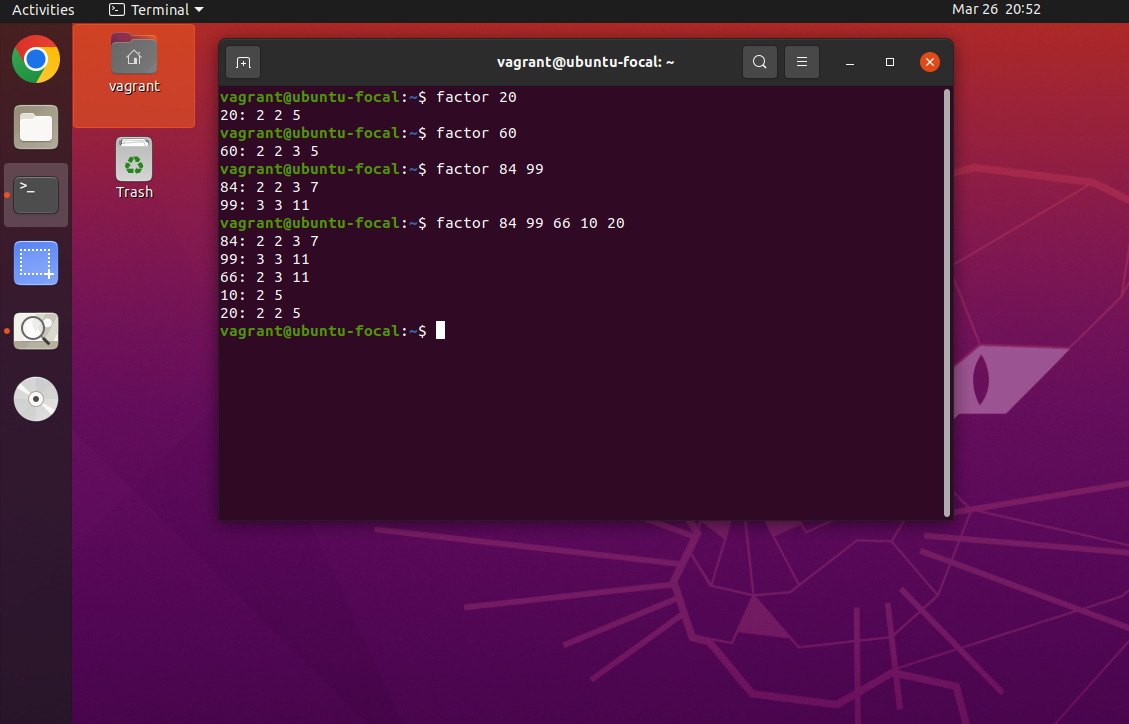 Activities
Terminal
Mar 26 20:52
vagrant
Trash
vagrant@ubuntu-focal: ~
vagrant@ubuntu-focal:~$ factor 20
20: 2 2 5
vagrant@ubuntu-focal:~$ factor 60
60: 2 2 3 5
vagrant@ubuntu-focal:~$ factor 84 99
84: 2 2 3 7
99: 3 3 11
vagrant@ubuntu-focal:~$ factor 84 99 66 10 20
84: 2 2 3 7
99: 3 3 11
66: 2 3 11
10: 2 5
20: 2 2 5
vagrant@ubuntu-focal:~$